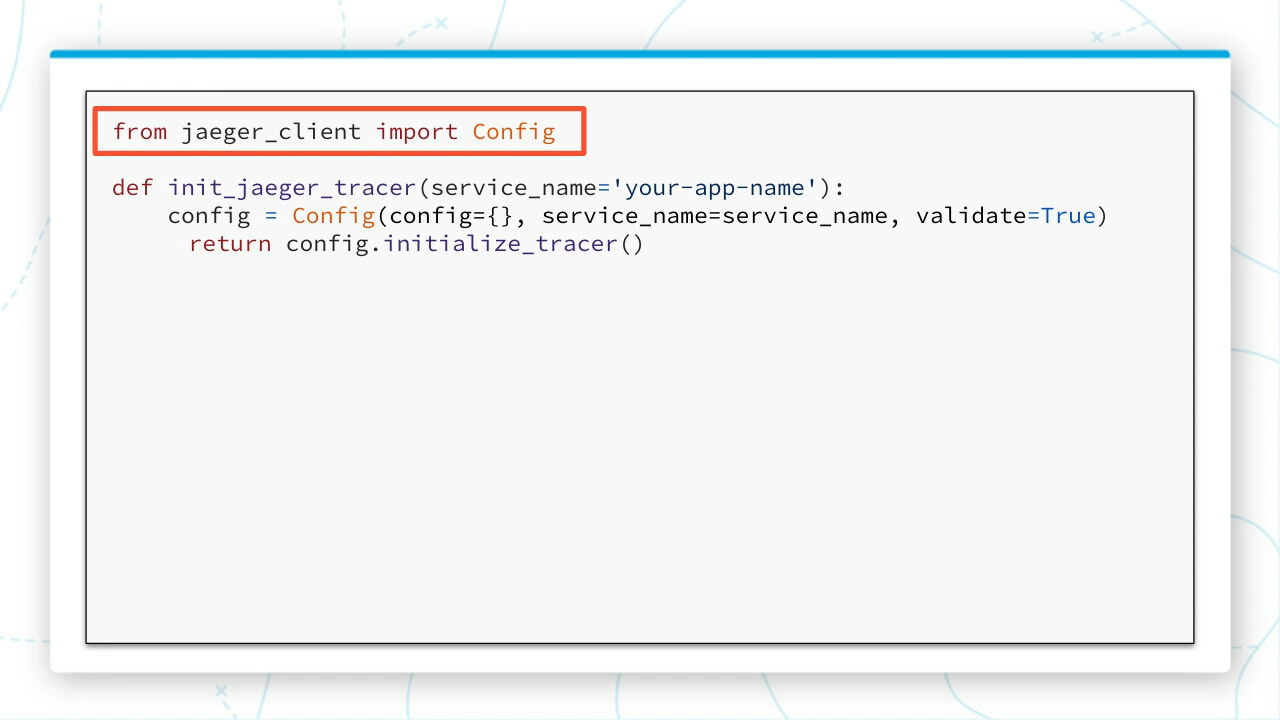 from jaeger_client import Config
def init_jaeger_tracer(service_name='your-app-name'):
config = Config(config={}, service_name=service_name, validate=True)
return config.initialize_tracer()